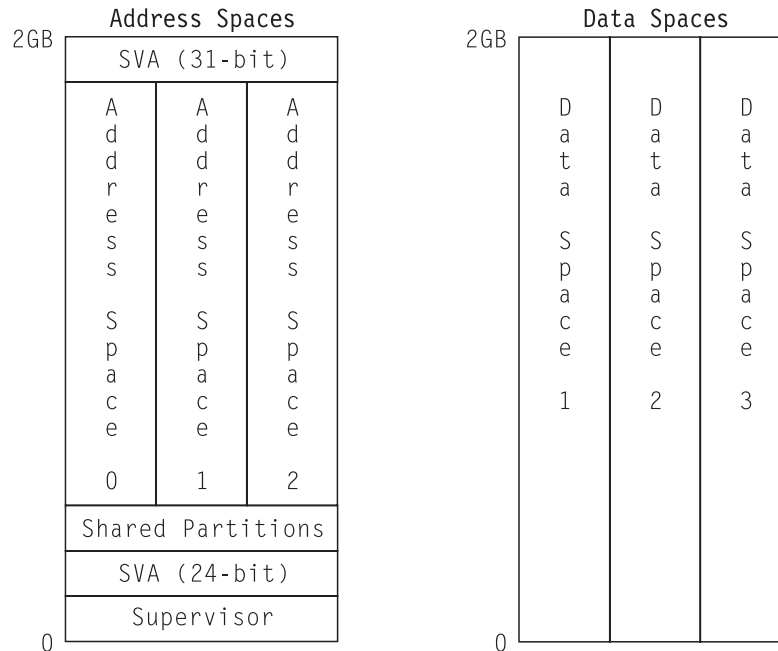 Address Spaces
2GB
SVA (31-bit)
Address Space 0
Address Space 1
Address Space 2
Shared Partitions
SVA (24-bit)
Supervisor
0
Data Spaces
2GB
Data Space 1
Data Space 2
Data Space 3
0